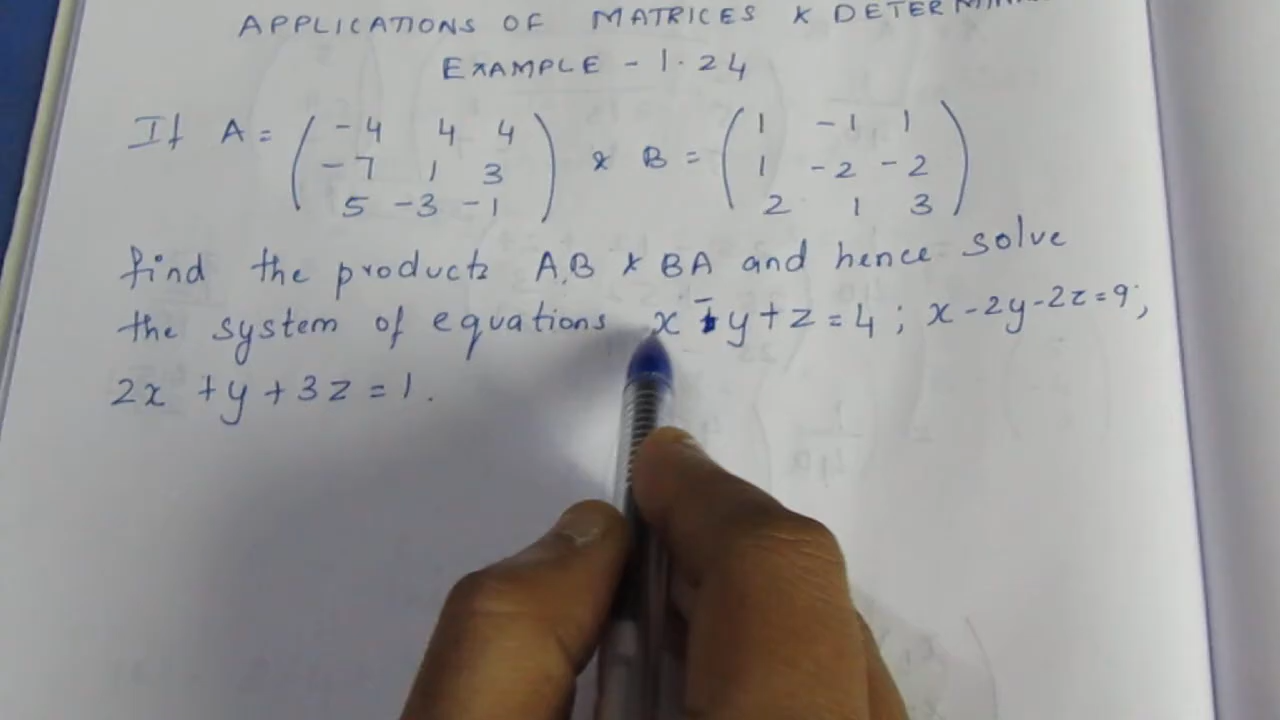 APPLICATIONS OF MATRICES & DETERMIN
EXAMPLE - 1.24
If A = ( -4 4 4 ) & B = ( 1 -1 1 )
-7 1 3 1 -2 -2
5 -3 -1 2 1 3
find the products AB & BA and hence solve
the system of equations x - y + z = 4 ; x - 2y - 2z = 9 ;
2x + y + 3z = 1 .